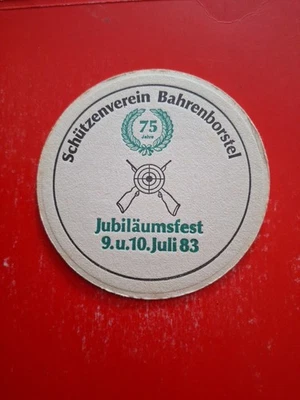 Schützenverein Bahrenborstel
75
Jahre
Jubiläumsfest
9.u.10.Juli 83